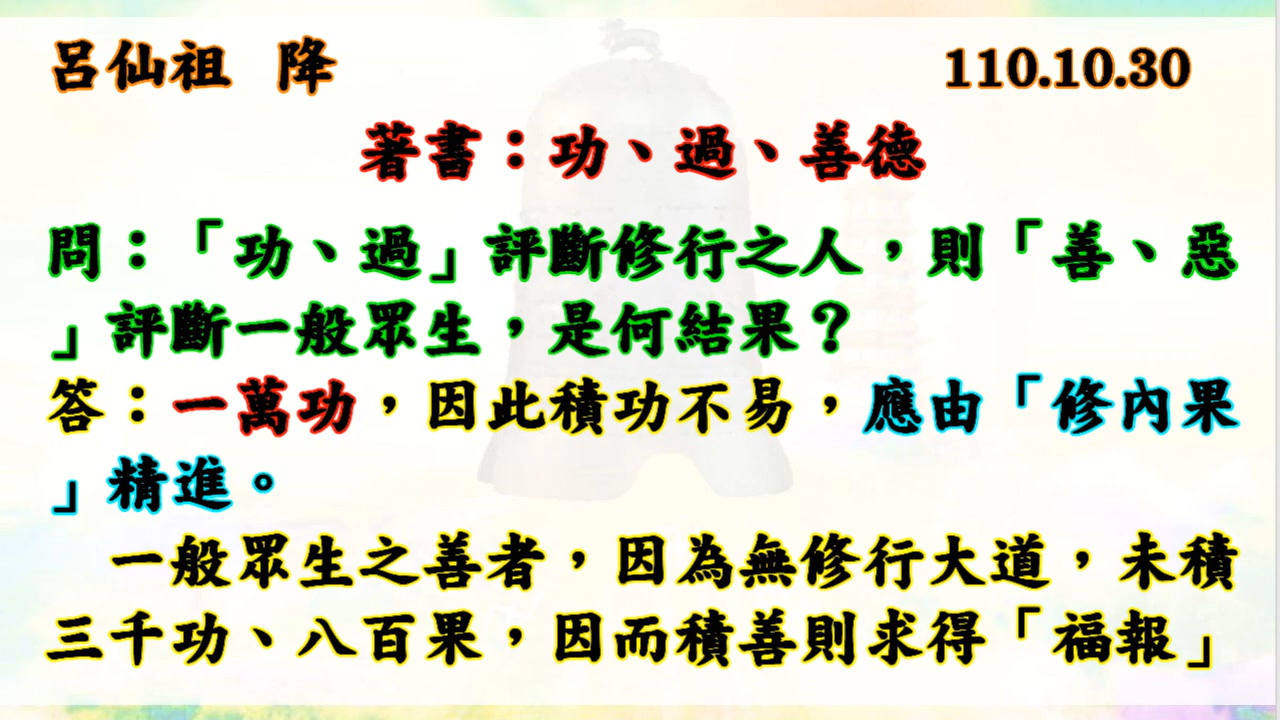 呂仙祖 降 110.10.30
著書：功、過、善德
問：「功、過」評斷修行之人，則「善、惡
」評斷一般眾生，是何結果？
答：一萬功，因此積功不易，應由「修內果
」精進。
一般眾生之善者，因為無修行大道，未積
三千功、八百果，因而積善則求得「福報」